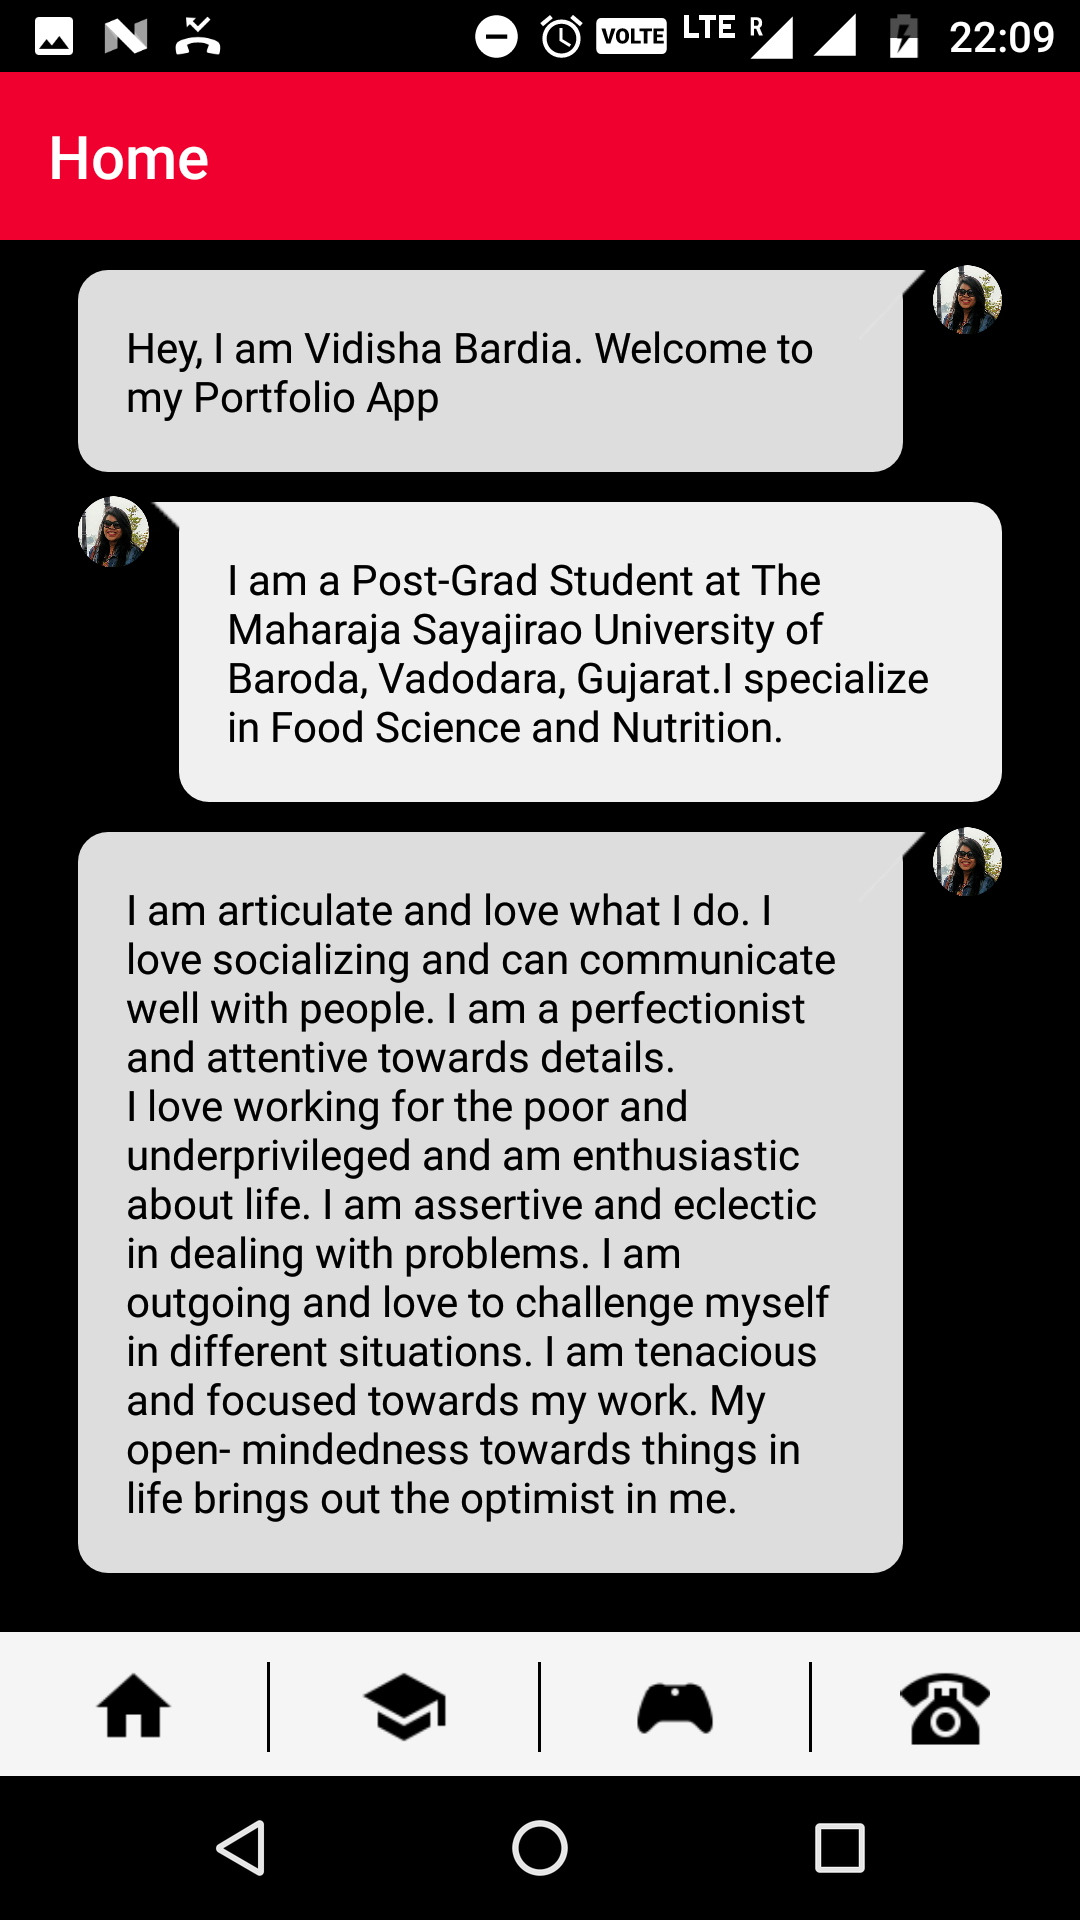 VOLTE LTE R 22:09
Home
Hey, I am Vidisha Bardia. Welcome to
my Portfolio App
I am a Post-Grad Student at The
Maharaja Sayajirao University of
Baroda, Vadodara, Gujarat.I specialize
in Food Science and Nutrition.
I am articulate and love what I do. I
love socializing and can communicate
well with people. I am a perfectionist
and attentive towards details.
I love working for the poor and
underprivileged and am enthusiastic
about life. I am assertive and eclectic
in dealing with problems. I am
outgoing and love to challenge myself
in different situations. I am tenacious
and focused towards my work. My
open- mindedness towards things in
life brings out the optimist in me.